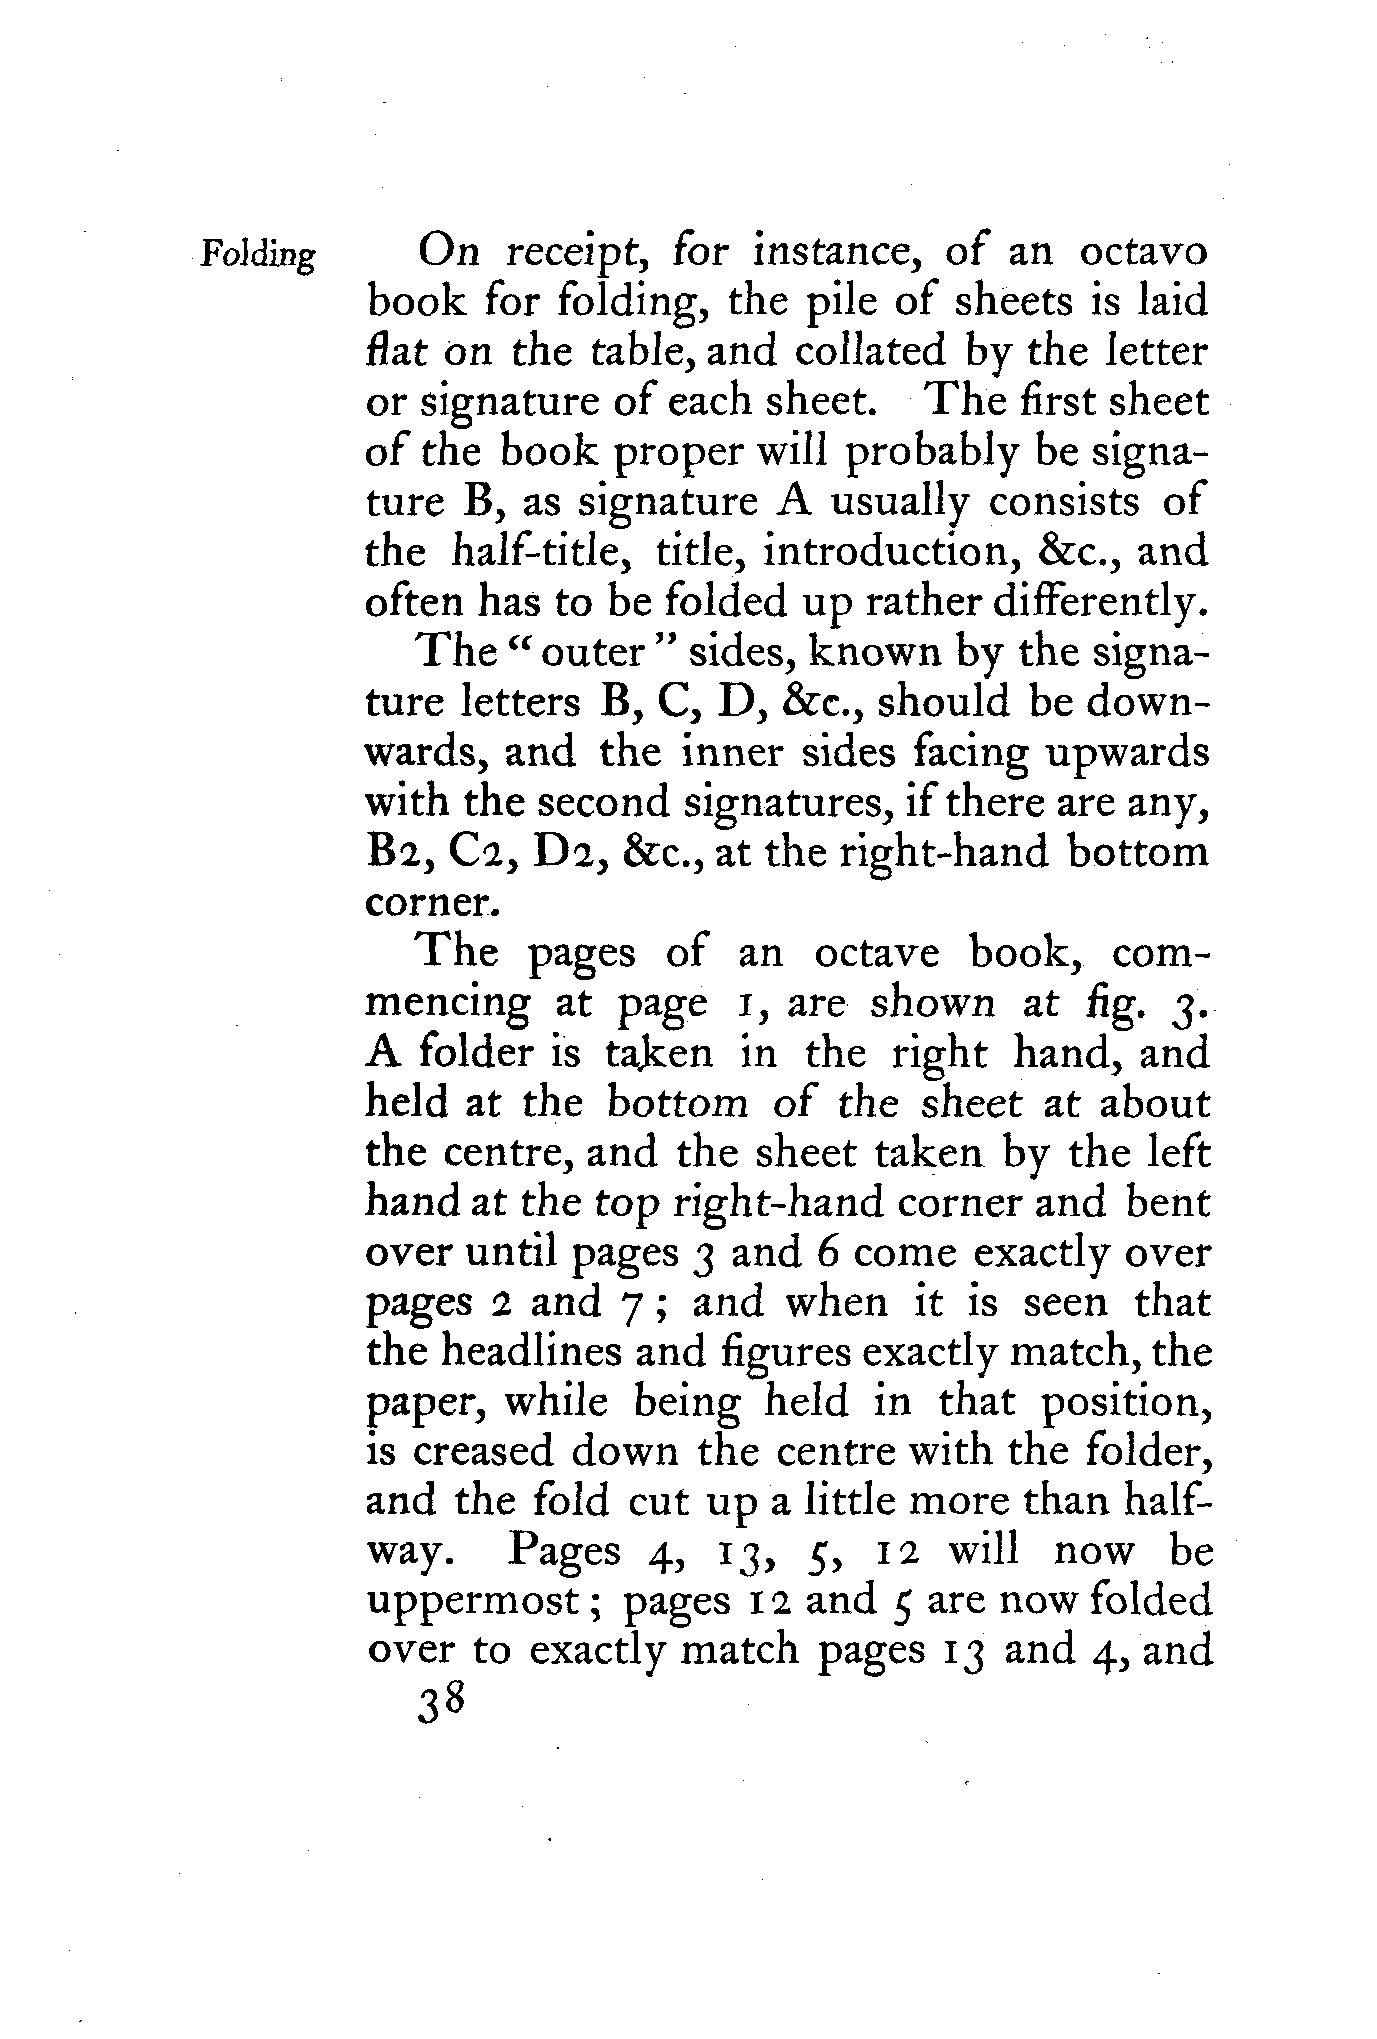 Folding
On receipt, for instance, of an octavo
book for folding, the pile of sheets is laid
flat on the table, and collated by the letter
or signature of each sheet. The first sheet
of the book proper will probably be signa-
ture B, as signature A usually consists of
the half-title, title, introduction, &c., and
often has to be folded up rather differently.
The " outer " sides, known by the signa-
ture letters B, C, D, &c., should be down-
wards, and the inner sides facing upwards
with the second signatures, if there are any,
B2, C2, D2, &c., at the right-hand bottom
corner.
The pages of an octave book, com-
mencing at page 1, are shown at fig. 3.
A folder is taken in the right hand, and
held at the bottom of the sheet at about
the centre, and the sheet taken by the left
hand at the top right-hand corner and bent
over until pages 3 and 6 come exactly over
pages 2 and 7 ; and when it is seen that
the headlines and figures exactly match, the
paper, while being held in that position,
is creased down the centre with the folder,
and the fold cut up a little more than half-
way. Pages 4, 13, 5, 12 will now be
uppermost ; pages 12 and 5 are now folded
over to exactly match pages 13 and 4, and
38